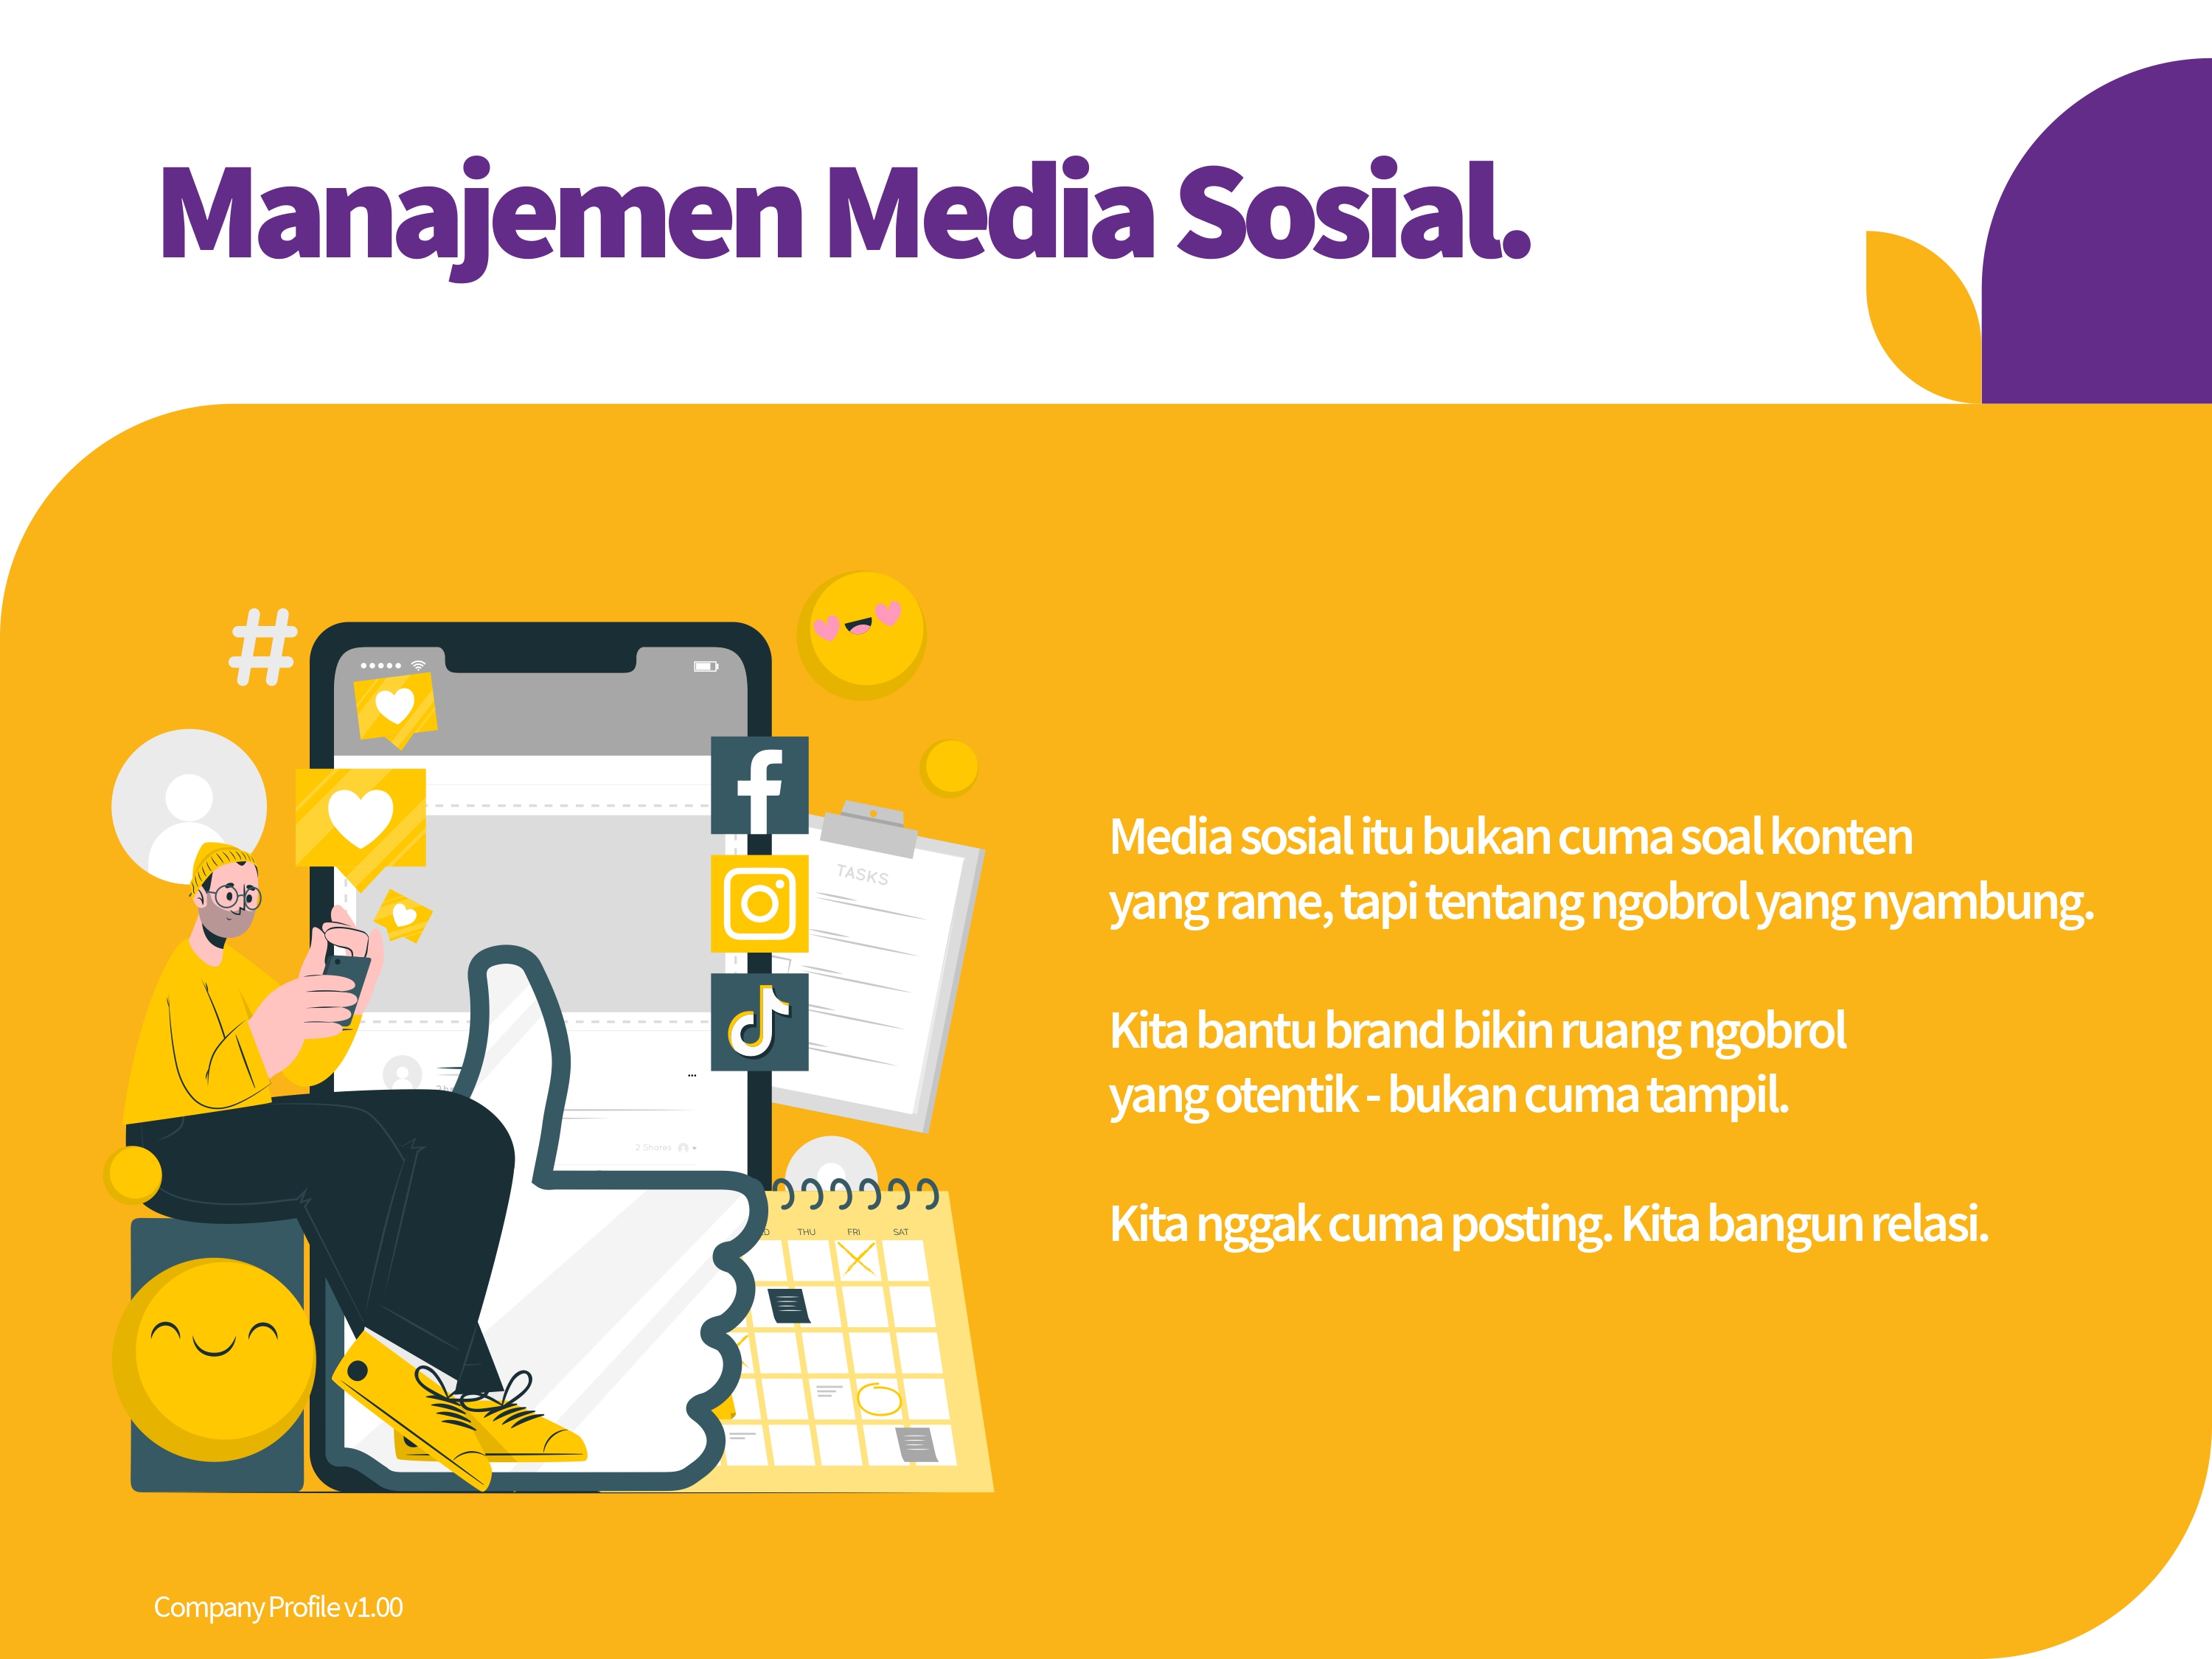 Manajemen Media Sosial.
TASKS
Media sosial itu bukan cuma soal konten
yang rame, tapi tentang ngobrol yang nyambung.
Kita bantu brand bikin ruang ngobrol
yang otentik - bukan cuma tampil.
Kita nggak cuma posting. Kita bangun relasi.
2 Shares
THU FRI SAT
Company Profile v1.00